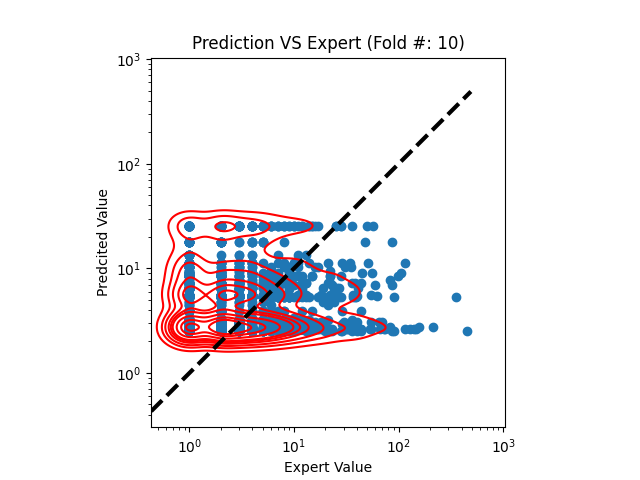 Prediction VS Expert (Fold #: 10)
10³
10²
10¹
10⁰
Predcited Value
10⁰ 10¹ 10² 10³
Expert Value